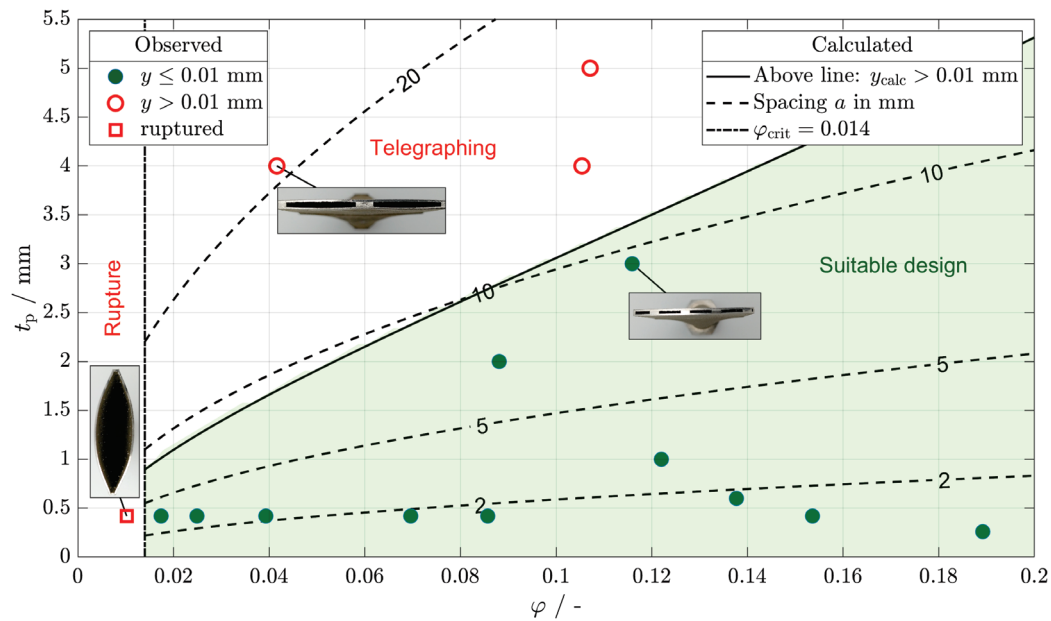 Observed
y ≤ 0.01 mm
y > 0.01 mm
ruptured
Calculated
Above line: y_calc > 0.01 mm
Spacing a in mm
φ_crit = 0.014
Telegraphing
Rupture
Suitable design
20
10
10
5
5
2
2
t_p / mm
5.5
5
4.5
4
3.5
3
2.5
2
1.5
1
0.5
0
0
0.02
0.04
0.06
0.08
0.1
0.12
0.14
0.16
0.18
0.2
φ / -